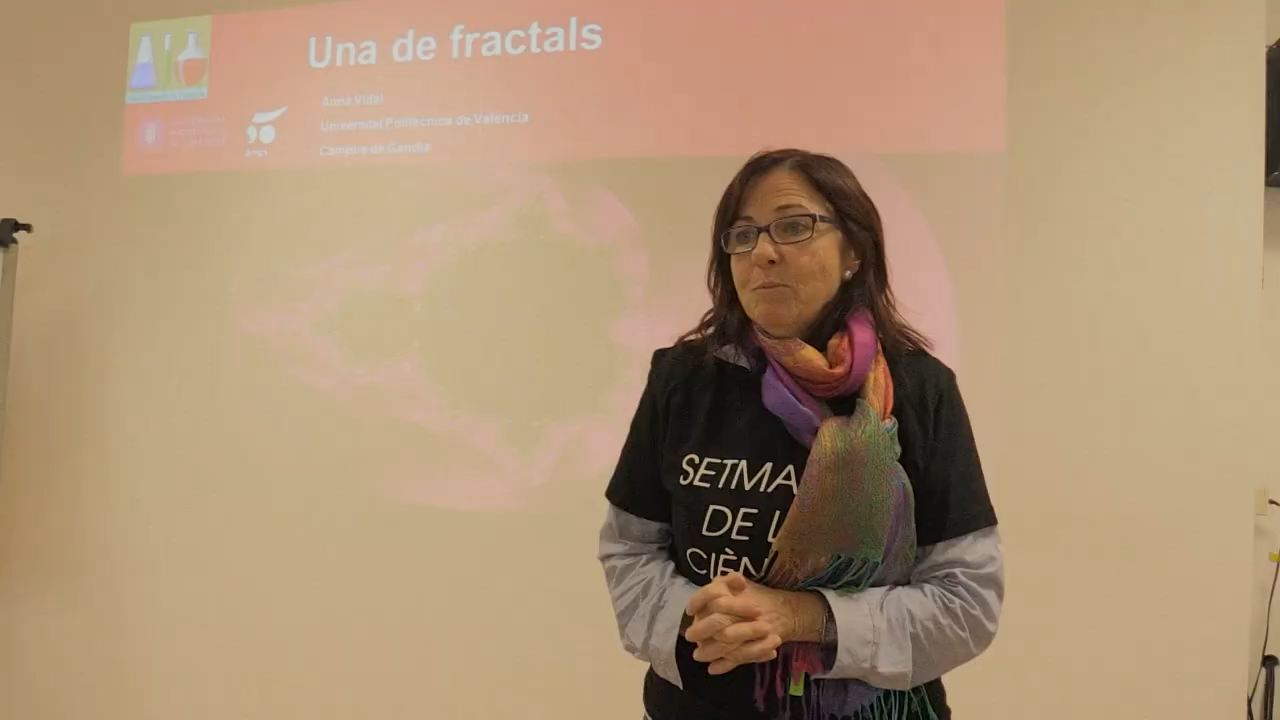 Una de fractals
Anna Vidal
Universitat Politècnica de València
Campus de Gandia
SETMA
DE L
CIÈN